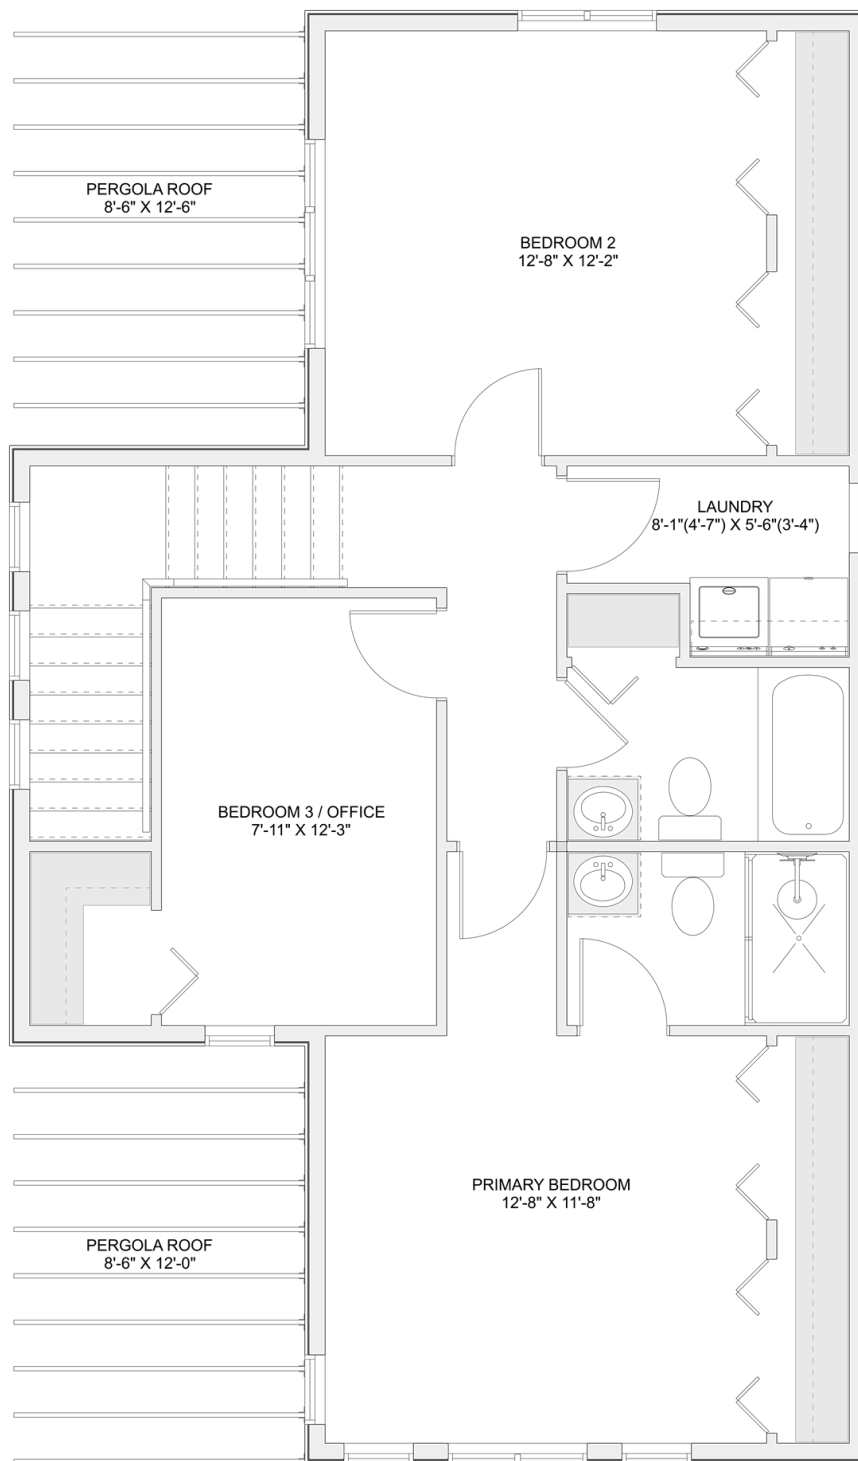 PERGOLA ROOF
8'-6" X 12'-6"
BEDROOM 2
12'-8" X 12'-2"
LAUNDRY
8'-1"(4'-7") X 5'-6"(3'-4")
BEDROOM 3 / OFFICE
7'-11" X 12'-3"
PRIMARY BEDROOM
12'-8" X 11'-8"
PERGOLA ROOF
8'-6" X 12'-0"